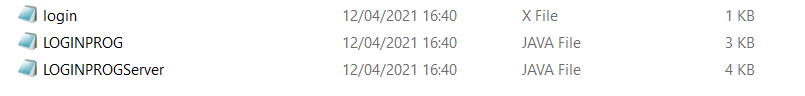 login 12/04/2021 16:40 X File 1 KB
LOGINPROG 12/04/2021 16:40 JAVA File 3 KB
LOGINPROGServer 12/04/2021 16:40 JAVA File 4 KB